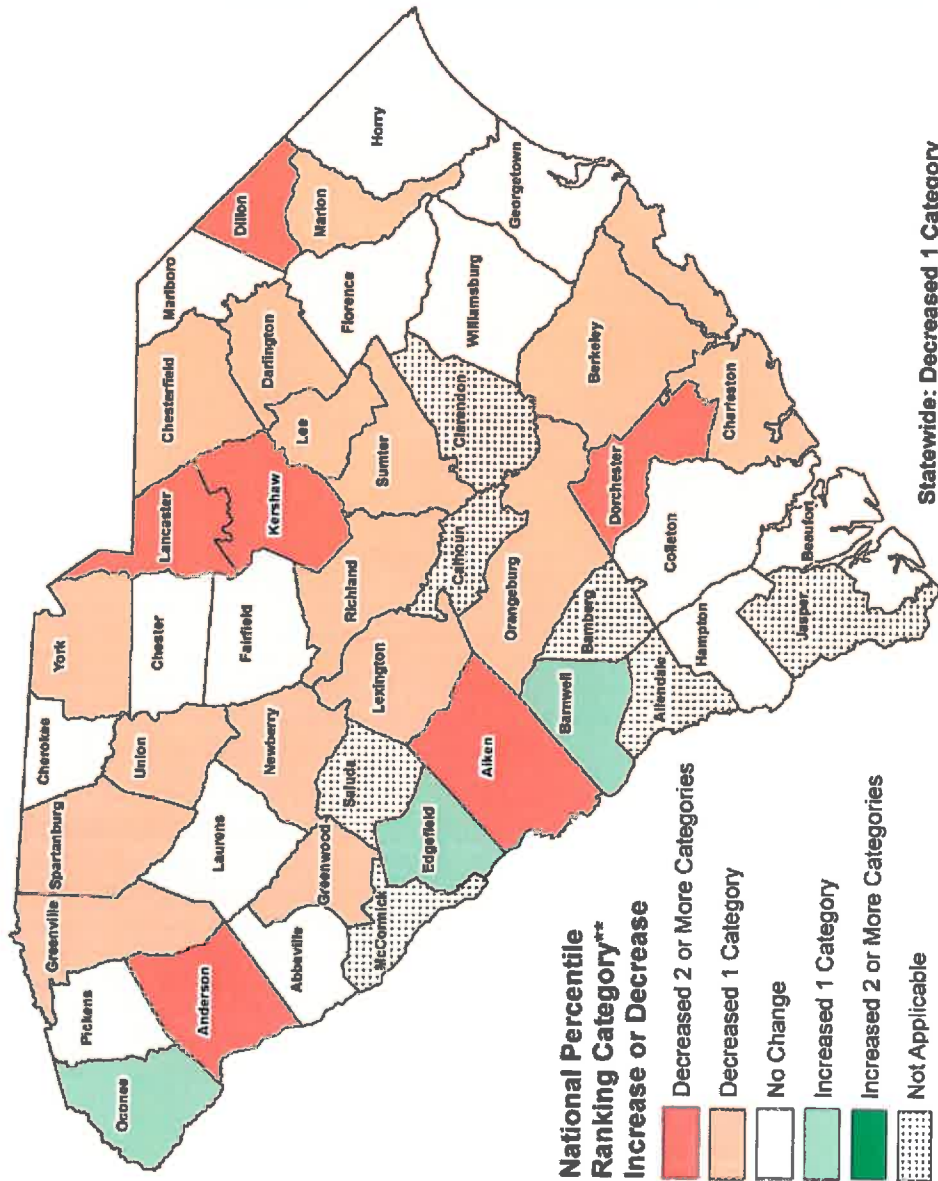 Oconee
Pickens
Greenville
Spartanburg
Cherokee
York
Anderson
Abbeville
Laurens
Union
Chester
Lancaster
Chesterfield
Marlboro
Dillon
McCormick
Greenwood
Newberry
Fairfield
Kershaw
Darlington
Marion
Horry
Edgefield
Saluda
Lexington
Richland
Lee
Sumter
Florence
Aiken
Calhoun
Clarendon
Williamsburg
Georgetown
Barnwell
Orangeburg
Bamberg
Allendale
Berkeley
Dorchester
Charleston
Colleton
Hampton
Jasper
Beaufort
National Percentile
Ranking Category**
Increase or Decrease
Decreased 2 or More Categories
Decreased 1 Category
No Change
Increased 1 Category
Increased 2 or More Categories
Not Applicable
Statewide: Decreased 1 Category